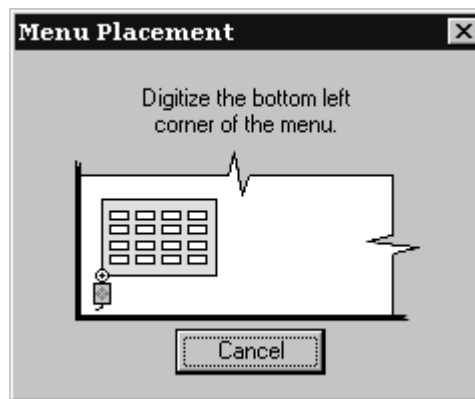 Menu Placement
Digitize the bottom left
corner of the menu.
Cancel